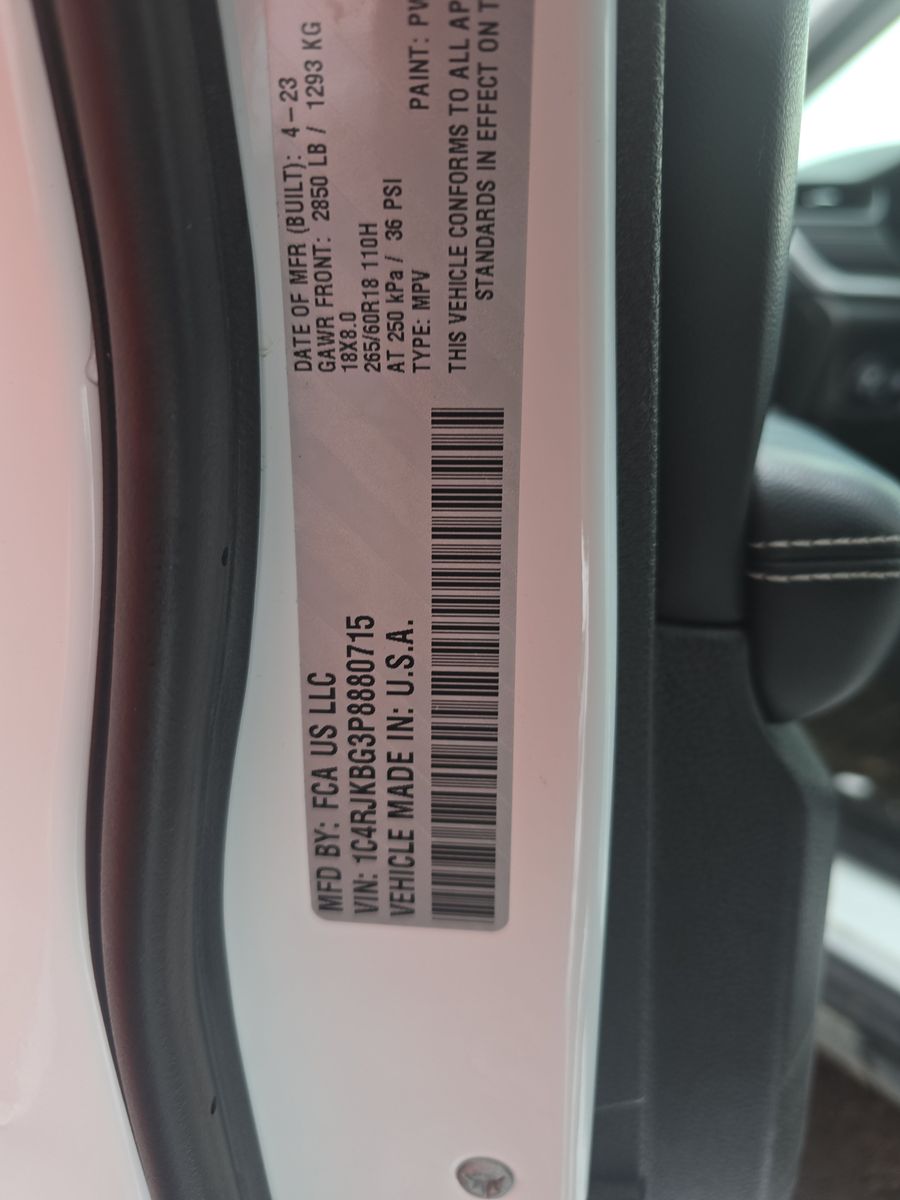 MFD BY: FCA US LLC
VIN: 1C4RJKBG3P8880715
VEHICLE MADE IN: U.S.A.
DATE OF MFR (BUILT): 4-23
GAWR FRONT: 2850 LB / 1293 KG
18X8.0
265/60R18 110H
AT 250 kPa / 36 PSI
TYPE: MPV PAINT: PW
THIS VEHICLE CONFORMS TO ALL AP
STANDARDS IN EFFECT ON T